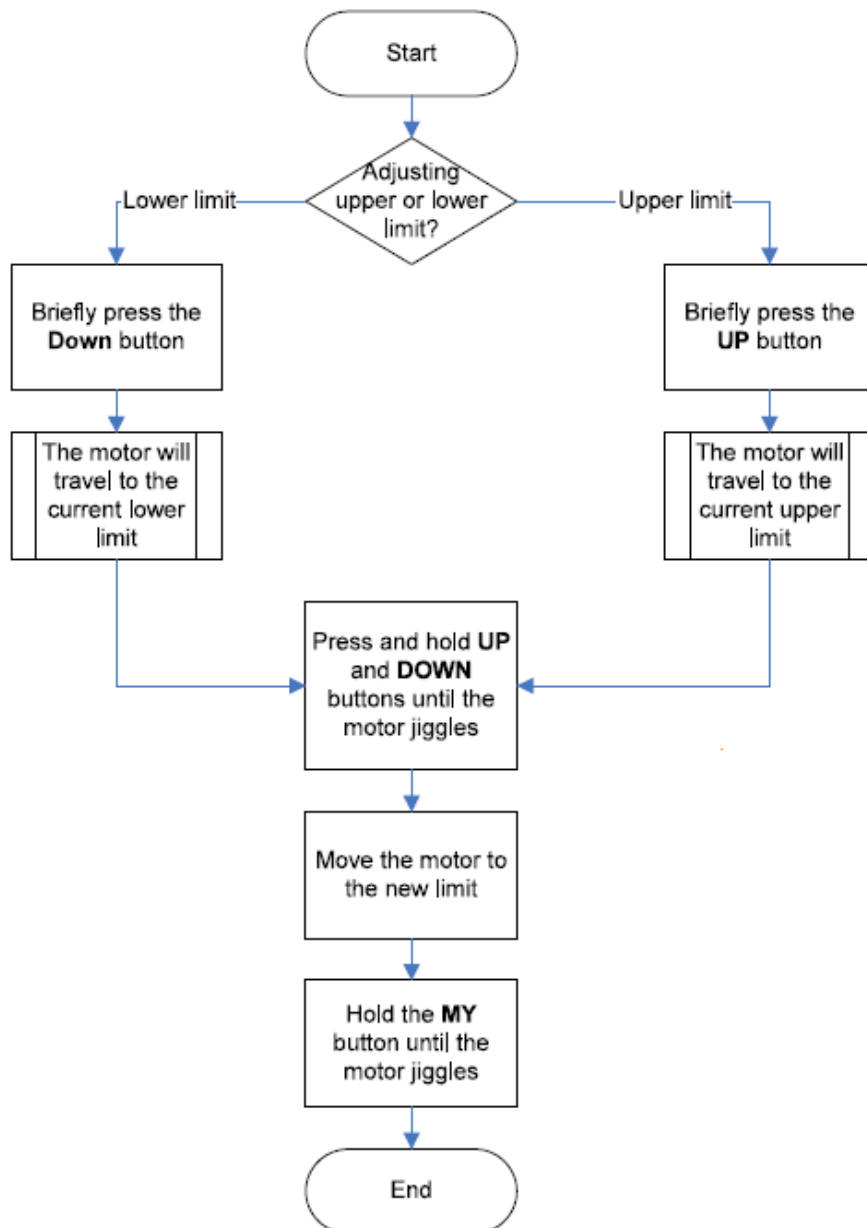 Start
Adjusting
upper or lower
limit?
Lower limit
Upper limit
Briefly press the
Down button
Briefly press the
UP button
The motor will
travel to the
current lower
limit
The motor will
travel to the
current upper
limit
Press and hold UP
and DOWN
buttons until the
motor jiggles
Move the motor to
the new limit
Hold the MY
button until the
motor jiggles
End